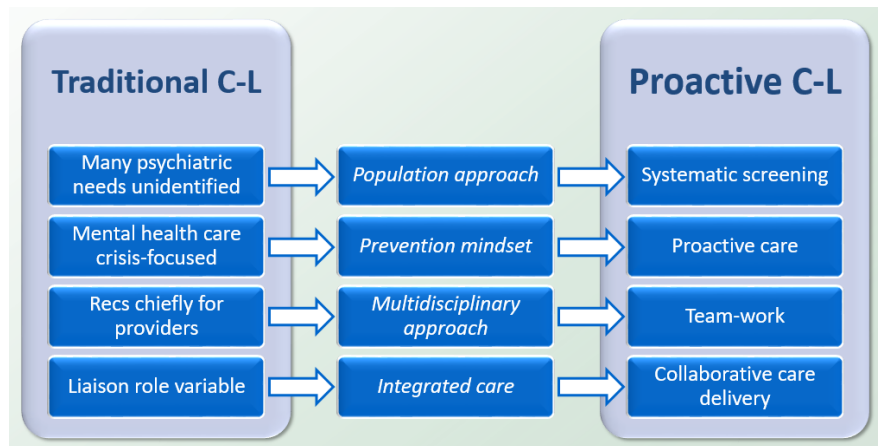 Traditional C-L
Proactive C-L
Many psychiatric
needs unidentified
Population approach
Systematic screening
Mental health care
crisis-focused
Prevention mindset
Proactive care
Recs chiefly for
providers
Multidisciplinary
approach
Team-work
Liaison role variable
Integrated care
Collaborative care
delivery